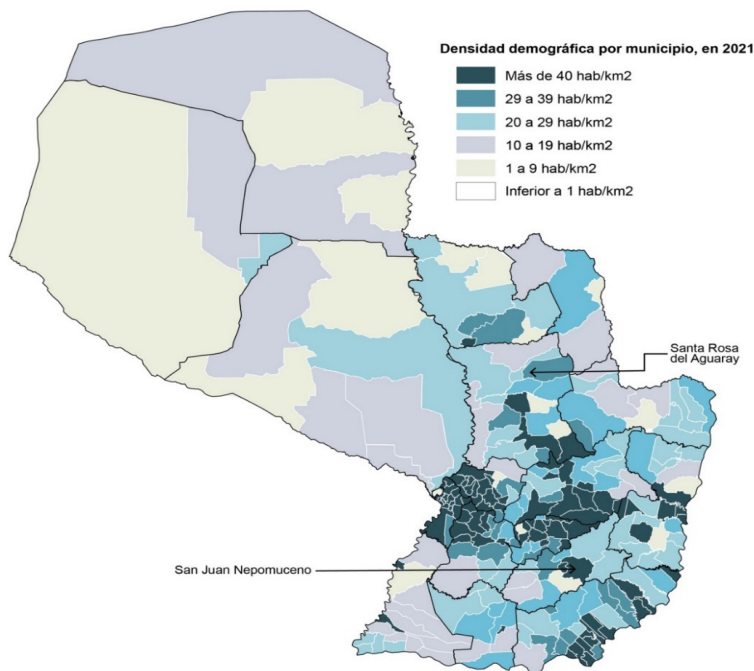 Densidad demográfica por municipio, en 2021
Más de 40 hab/km2
29 a 39 hab/km2
20 a 29 hab/km2
10 a 19 hab/km2
1 a 9 hab/km2
Inferior a 1 hab/km2
Santa Rosa
del Aguaray
San Juan Nepomuceno